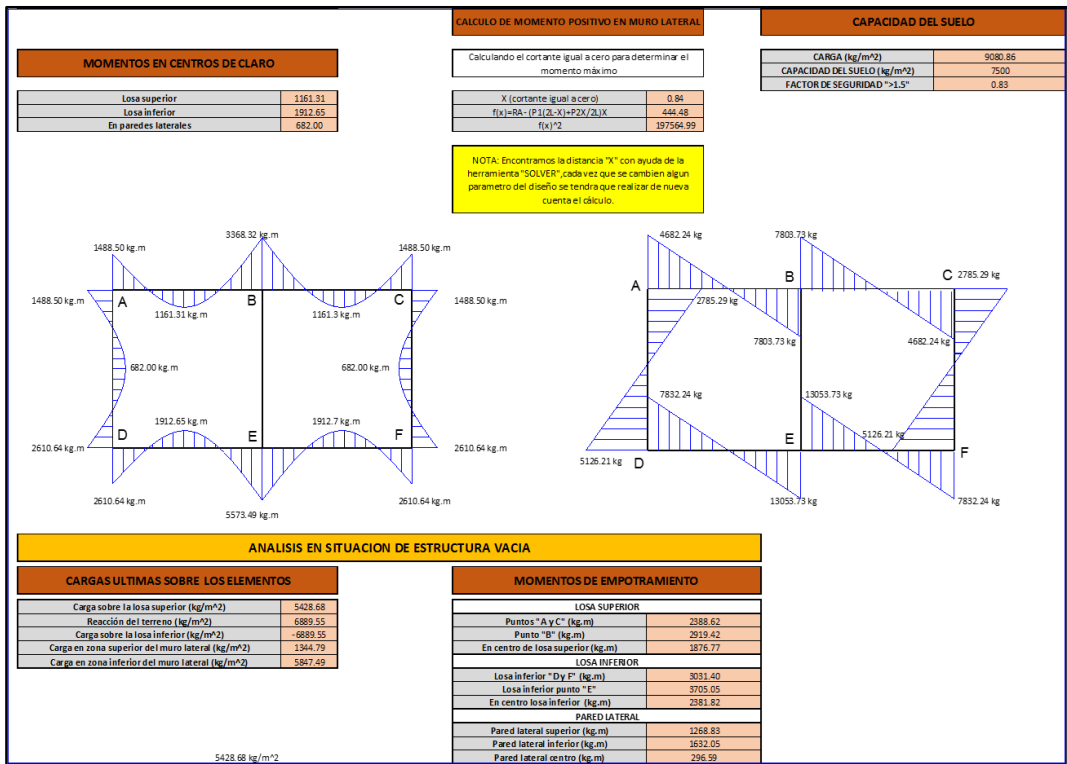 CALCULO DE MOMENTO POSITIVO EN MURO LATERAL
CAPACIDAD DEL SUELO
MOMENTOS EN CENTROS DE CLARO
Calculando el cortante igual a cero para determinar el
momento máximo
CARGA (kg/m^2) 9080.86
CAPACIDAD DEL SUELO (kg/m^2) 7500
FACTOR DE SEGURIDAD ">1.5" 0.83
Losa superior 1161.31
Losa inferior 1912.65
En paredes laterales 682.00
X (cortante igual a cero) 0.84
f(x)=RA- (P1(2L-X)+P2X/2L)X 444.48
f(x)^2 197564.99
NOTA: Encontramos la distancia "X" con ayuda de la
herramienta "SOLVER",cada vez que se cambien algun
parametro del diseño se tendra que realizar de nueva
cuenta el cálculo.
3368.32 kg.m
1488.50 kg.m
1488.50 kg.m
1488.50 kg.m
A
B
C
1488.50 kg.m
1161.31 kg.m
1161.3 kg.m
682.00 kg.m
682.00 kg.m
1912.65 kg.m
1912.7 kg.m
D
E
F
2610.64 kg.m
2610.64 kg.m
2610.64 kg.m
2610.64 kg.m
5573.49 kg.m
4682.24 kg
7803.73 kg
A
B
C
2785.29 kg
2785.29 kg
7803.73 kg
4682.24 kg
7832.24 kg
13053.73 kg
5126.21 kg
E
F
5126.21 kg
D
13053.73 kg
7832.24 kg
ANALISIS EN SITUACION DE ESTRUCTURA VACIA
CARGAS ULTIMAS SOBRE LOS ELEMENTOS
Carga sobre la losa superior (kg/m^2) 5428.68
Reacción del terreno (kg/m^2) 6889.55
Carga sobre la losa inferior (kg/m^2) -6889.55
Carga en zona superior del muro lateral (kg/m^2) 1344.79
Carga en zona inferior del muro lateral (kg/m^2) 5847.49
MOMENTOS DE EMPOTRAMIENTO
LOSA SUPERIOR
Puntos "A y C" (kg.m) 2388.62
Punto "B" (kg.m) 2919.42
En centro de losa superior (kg.m) 1876.77
LOSA INFERIOR
Losa inferior "D y F" (kg.m) 3031.40
Losa inferior punto "E" 3705.05
En centro losa inferior (kg.m) 2381.82
PARED LATERAL
Pared lateral superior (kg.m) 1268.83
Pared lateral inferior (kg.m) 1632.05
Pared lateral centro (kg.m) 296.59
5428.68 kg/m^2